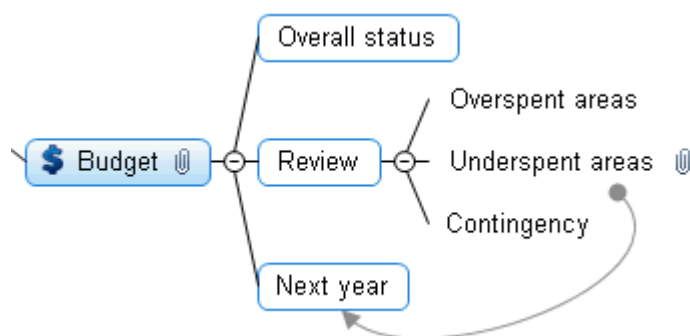 Overall status
Overspent areas
$ Budget
Review
Underspent areas
Contingency
Next year